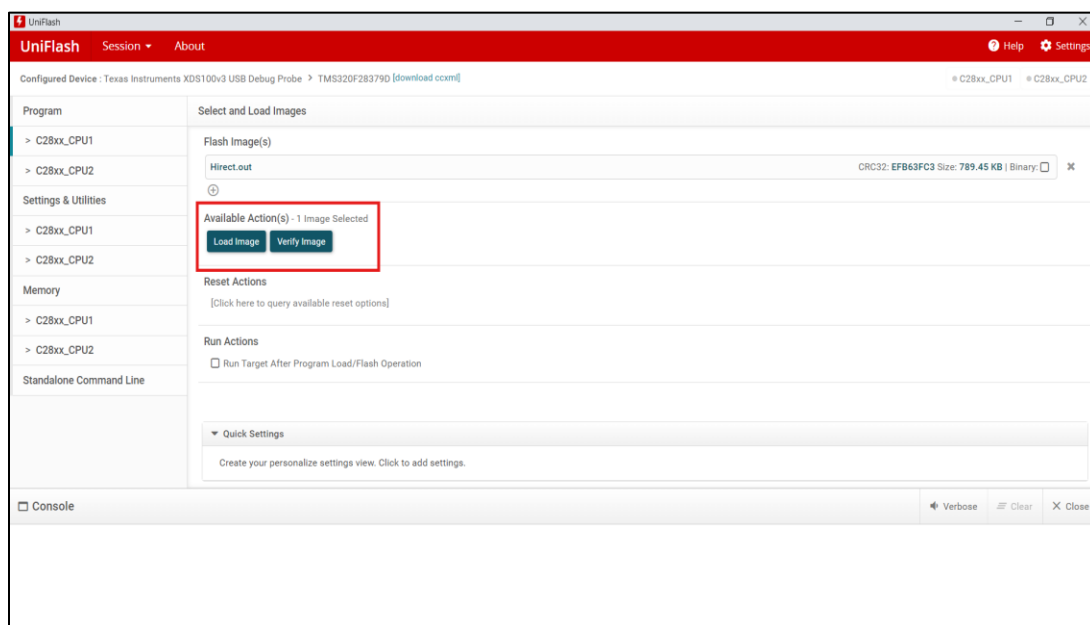 UniFlash
UniFlash Session About Help Settings
Configured Device : Texas Instruments XDS100v3 USB Debug Probe > TMS320F28379D [download ccxml] C28xx_CPU1 C28xx_CPU2
Program
> C28xx_CPU1
> C28xx_CPU2
Settings & Utilities
> C28xx_CPU1
> C28xx_CPU2
Memory
> C28xx_CPU1
> C28xx_CPU2
Standalone Command Line
Select and Load Images
Flash Image(s)
Hirect.out CRC32: EFB63FC3 Size: 789.45 KB | Binary:
Available Action(s) - 1 Image Selected
Load Image Verify Image
Reset Actions
[Click here to query available reset options]
Run Actions
Run Target After Program Load/Flash Operation
Quick Settings
Create your personalize settings view. Click to add settings.
Console Verbose Clear Close